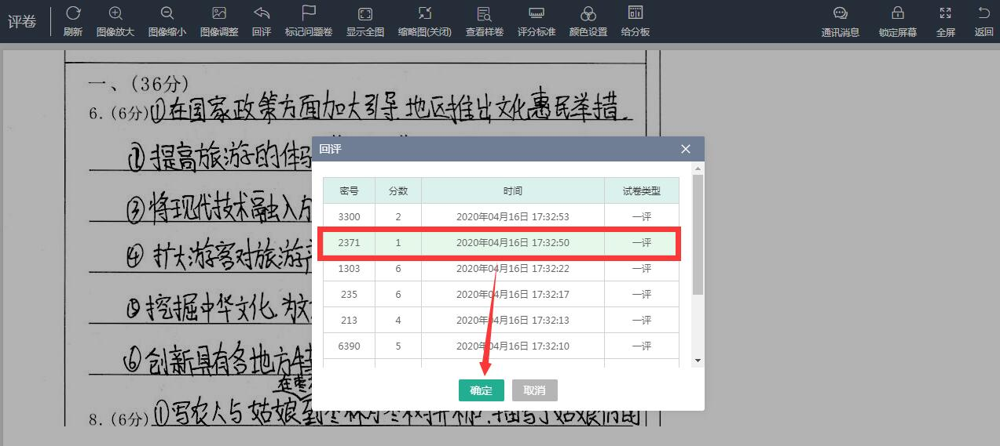 评卷
刷新 图像放大 图像缩小 图像调整 回评 标记问题卷 显示全图 缩略图(关闭) 查看样卷 评分标准 颜色设置 给分板 通讯消息 锁定屏幕 全屏 返回
一、(36分)
6.(6分)①在国家政策方面加大引导,地区推出文化惠民举措.
②提高旅游的体验
③将现代技术融入方
④扩大游客对旅游产
⑤挖掘中华文化,为文
⑥创新具有各地方特
8.(6分)①写农人与姑娘到枣林
回评
密号 分数 时间 试卷类型
3300 2 2020年04月16日 17:32:53 一评
2371 1 2020年04月16日 17:32:50 一评
1303 6 2020年04月16日 17:32:22 一评
235 6 2020年04月16日 17:32:17 一评
213 4 2020年04月16日 17:32:13 一评
6390 5 2020年04月16日 17:32:10 一评
确定 取消